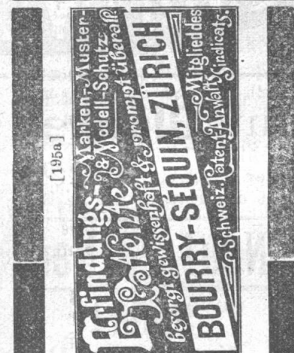 Erfindungs-
Marken-, Muster-
& Modell-Schutz
Patente
besorgt gewissenhaft & prompt überall
BOURRY-SEQUIN, ZÜRICH
Mitglied des
Schweiz. Patent-Anwalts Syndicats.
[195a]